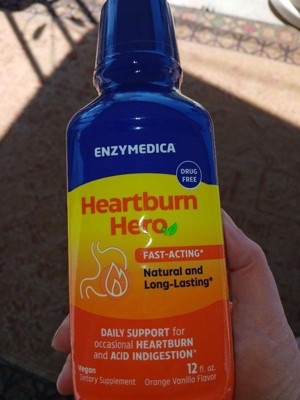 ENZYMEDICA
DRUG
FREE
Heartburn
Hero
FAST-ACTING*
Natural and
Long-Lasting*
DAILY SUPPORT for
occasional HEARTBURN
and ACID INDIGESTION*
Vegan
12 fl. oz.
Dietary Supplement
Orange Vanilla Flavor